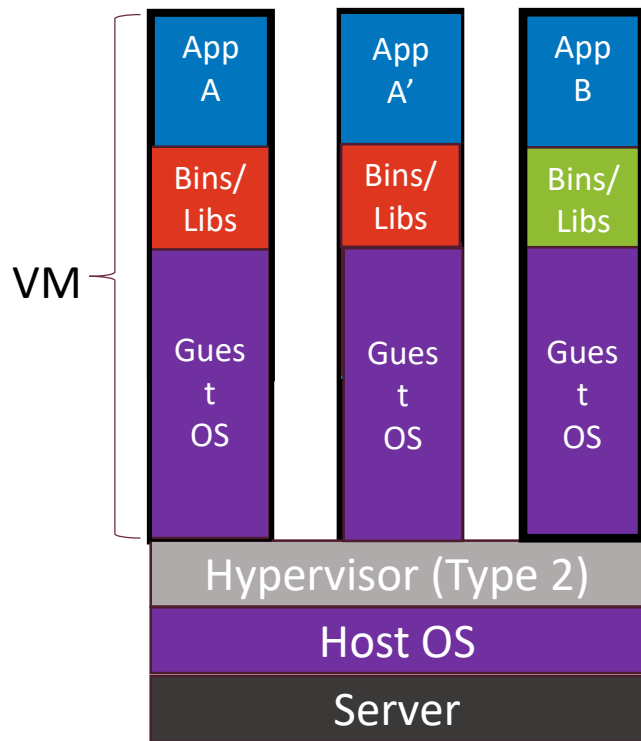 App
A
App
A’
App
B
Bins/
Libs
Bins/
Libs
Bins/
Libs
VM
Gues
t
OS
Gues
t
OS
Gues
t
OS
Hypervisor (Type 2)
Host OS
Server